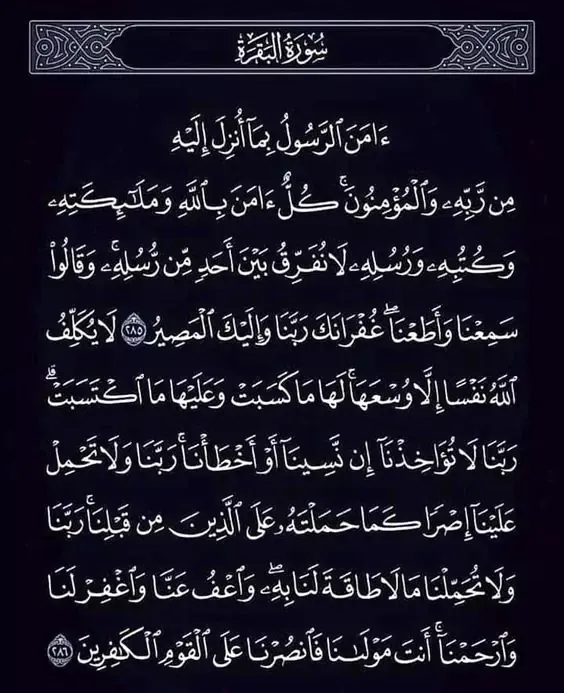 سُورَةُ البَقَرَةِ
ءَامَنَ ٱلرَّسُولُ بِمَآ أُنزِلَ إِلَيْهِ
مِن رَّبِّهِۦ وَٱلْمُؤْمِنُونَۚ كُلٌّ ءَامَنَ بِٱللَّهِ وَمَلَـٰٓئِكَتِهِۦ
وَكُتُبِهِۦ وَرُسُلِهِۦ لَا نُفَرِّقُ بَيْنَ أَحَدٍ مِّن رُّسُلِهِۦۚ وَقَالُوا۟
سَمِعْنَا وَأَطَعْنَاۖ غُفْرَانَكَ رَبَّنَا وَإِلَيْكَ ٱلْمَصِيرُ ٢٨٥ لَا يُكَلِّفُ
ٱللَّهُ نَفْسًا إِلَّا وُسْعَهَاۚ لَهَا مَا كَسَبَتْ وَعَلَيْهَا مَا ٱكْتَسَبَتْۗ
رَبَّنَا لَا تُؤَاخِذْنَآ إِن نَّسِينَآ أَوْ أَخْطَأْنَاۚ رَبَّنَا وَلَا تَحْمِلْ
عَلَيْنَآ إِصْرًا كَمَا حَمَلْتَهُۥ عَلَى ٱلَّذِينَ مِن قَبْلِنَاۚ رَبَّنَا
وَلَا تُحَمِّلْنَا مَا لَا طَاقَةَ لَنَا بِهِۦۖ وَٱعْفُ عَنَّا وَٱغْفِرْ لَنَا
وَٱرْحَمْنَآۚ أَنتَ مَوْلَىٰنَا فَٱنصُرْنَا عَلَى ٱلْقَوْمِ ٱلْكَـٰفِرِينَ ٢٨٦